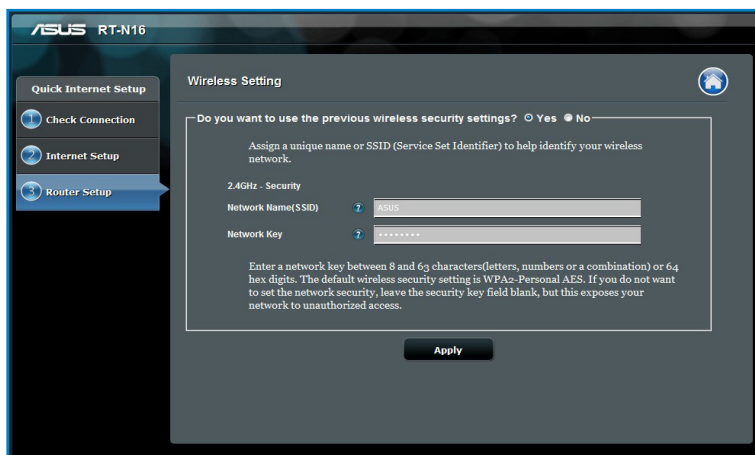 ASUS RT-N16
Quick Internet Setup
1 Check Connection
2 Internet Setup
3 Router Setup
Wireless Setting
Do you want to use the previous wireless security settings? Yes No
Assign a unique name or SSID (Service Set Identifier) to help identify your wireless
network.
2.4GHz - Security
Network Name(SSID) ? ASUS
Network Key ? ••••••••
Enter a network key between 8 and 63 characters(letters, numbers or a combination) or 64
hex digits. The default wireless security setting is WPA2-Personal AES. If you do not want
to set the network security, leave the security key field blank, but this exposes your
network to unauthorized access.
Apply